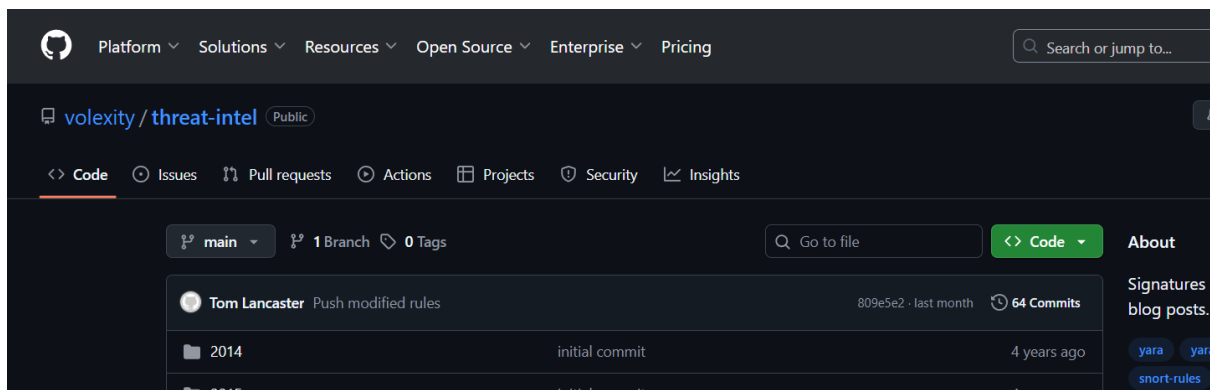 Platform Solutions Resources Open Source Enterprise Pricing Search or jump to...
volexity / threat-intel Public
Code Issues Pull requests Actions Projects Security Insights
main 1 Branch 0 Tags Go to file Code About
Signatures
Tom Lancaster Push modified rules 809e5e2 · last month 64 Commits
blog posts.
2014 initial commit 4 years ago
yara
snort-rules